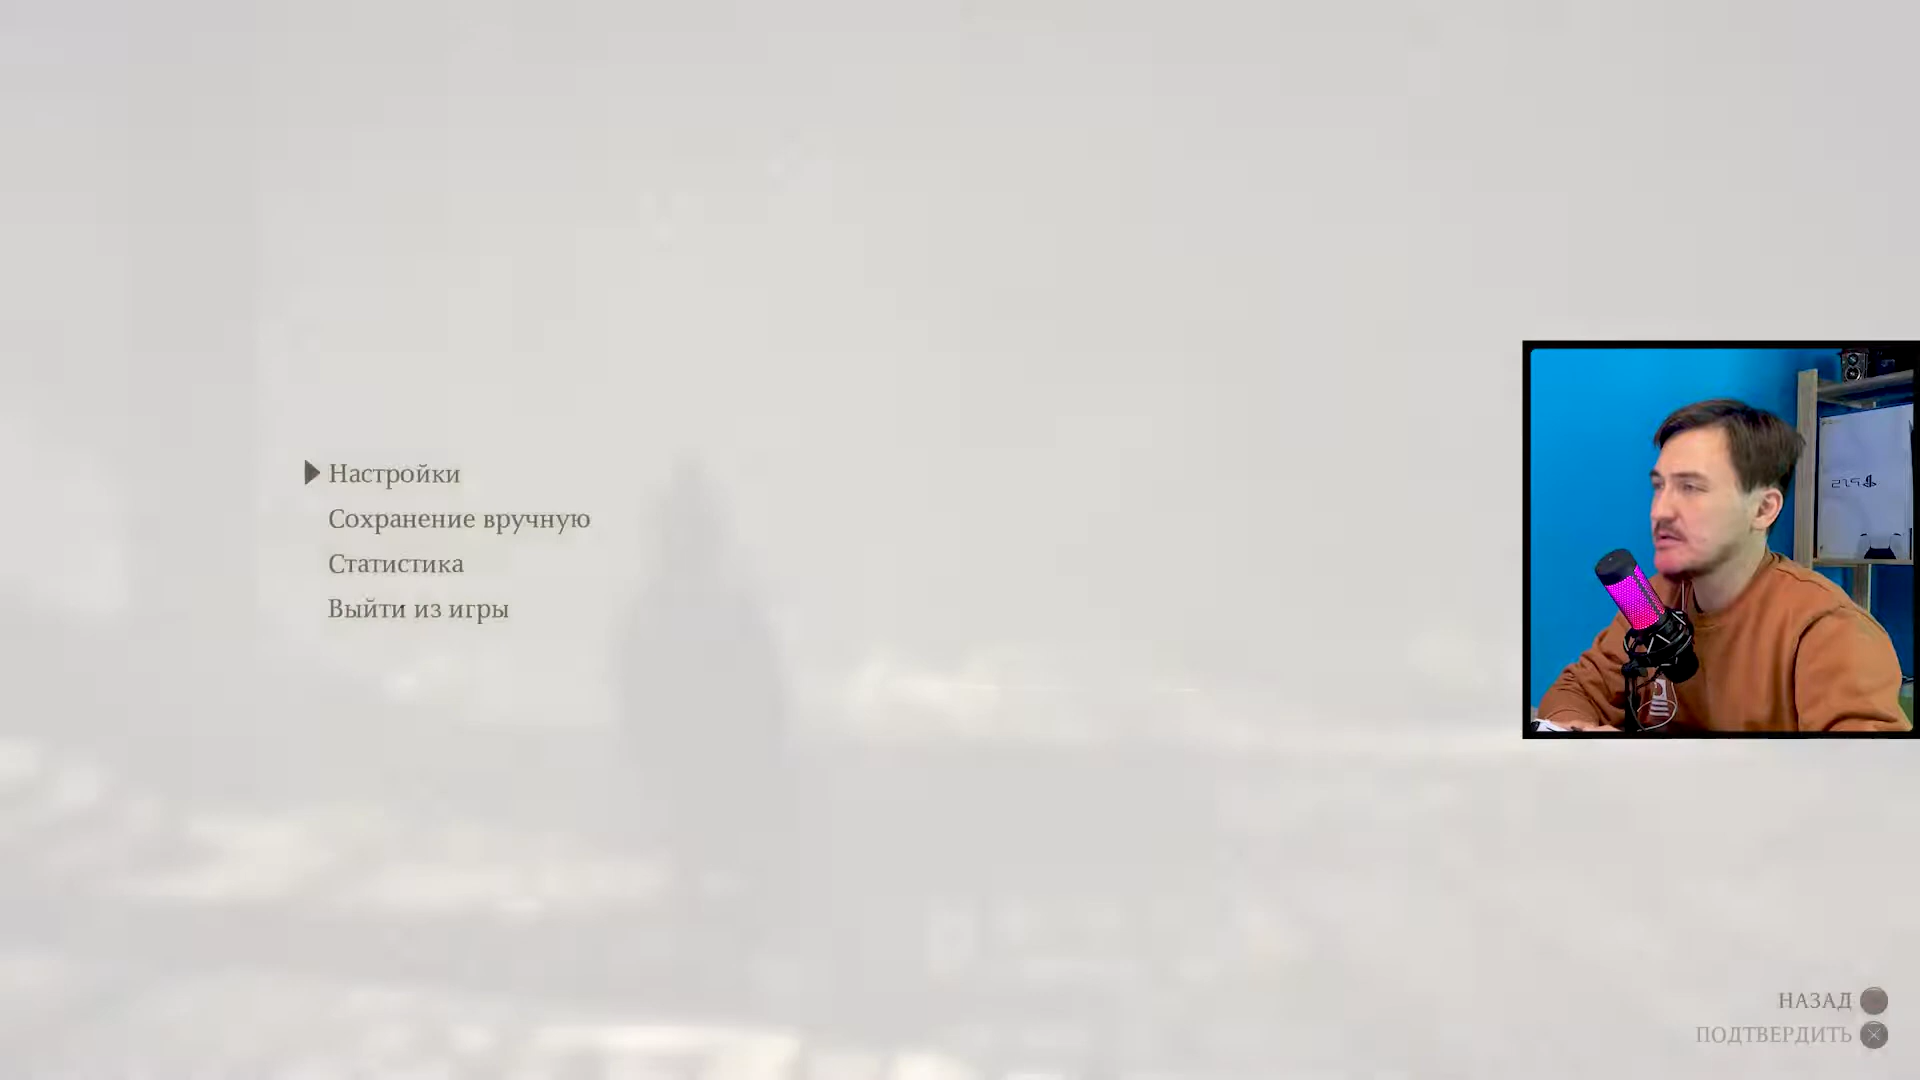 Настройки
Сохранение вручную
Статистика
Выйти из игры
НАЗАД
ПОДТВЕРДИТЬ